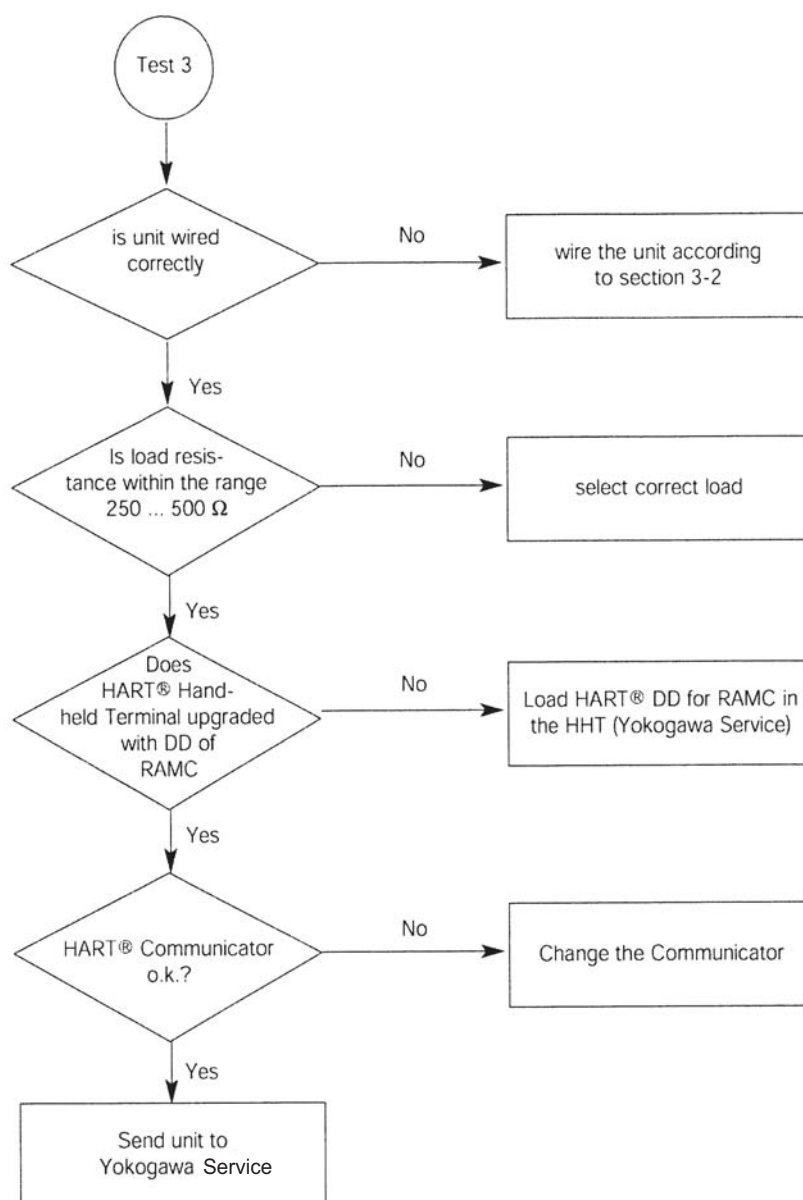 Test 3
is unit wired
correctly
No
wire the unit according
to section 3-2
Yes
Is load resis-
tance within the range
250 ... 500 Ω
No
select correct load
Yes
Does
HART® Hand-
held Terminal upgraded
with DD of
RAMC
No
Load HART® DD for RAMC in
the HHT (Yokogawa Service)
Yes
HART® Communicator
o.k.?
No
Change the Communicator
Yes
Send unit to
Yokogawa Service